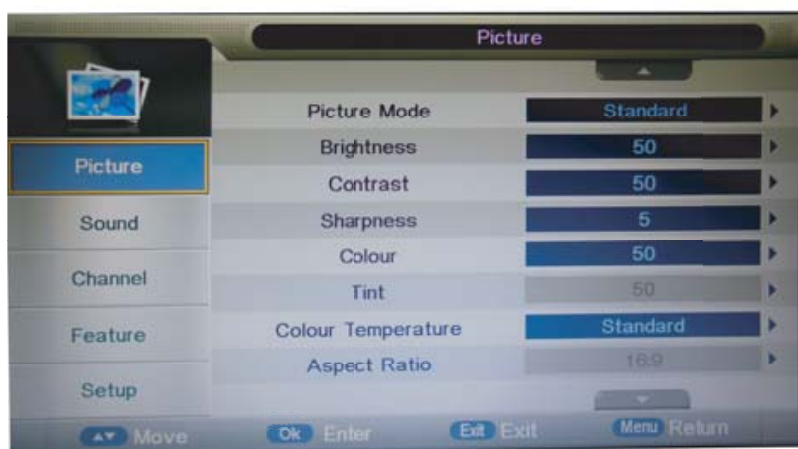 Picture
Picture Mode Standard
Picture
Brightness 50
Contrast 50
Sound
Sharpness 5
Colour 50
Channel
Tint 50
Feature
Colour Temperature Standard
Aspect Ratio 16:9
Setup
Move Ok Enter Exit Exit Menu Return